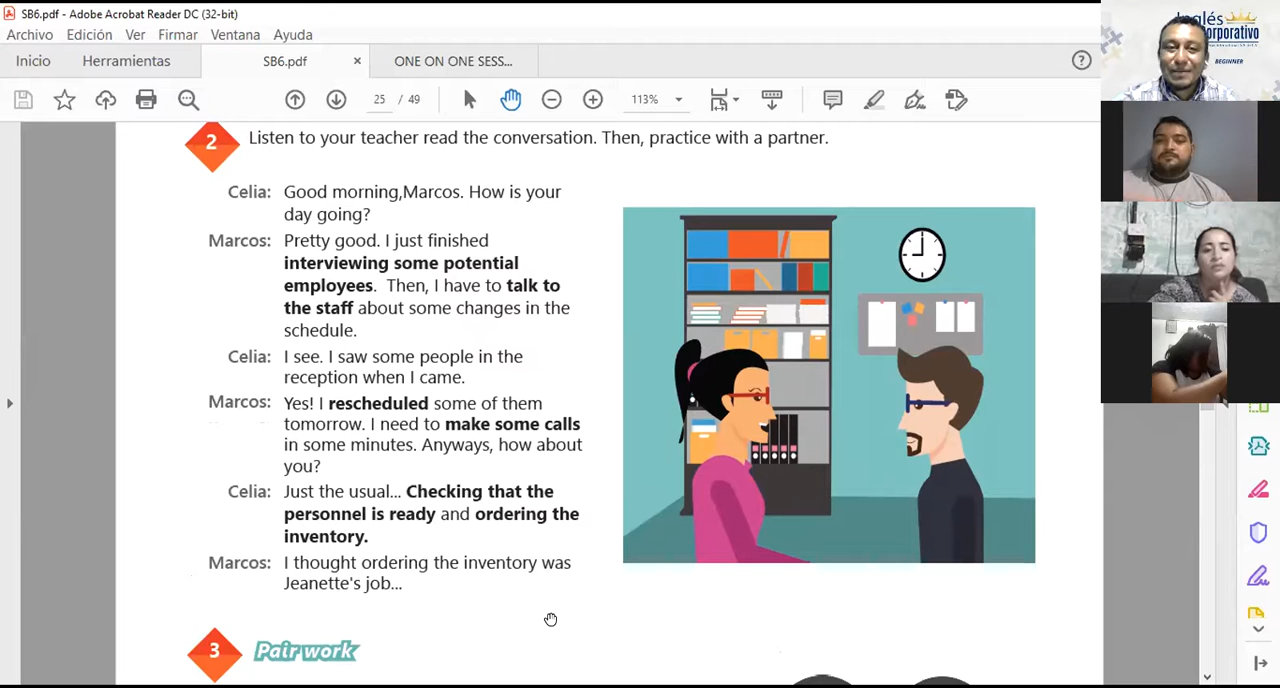 SB6.pdf - Adobe Acrobat Reader DC (32-bit)
Archivo Edición Ver Firmar Ventana Ayuda
Inicio Herramientas SB6.pdf × ONE ON ONE SESS...
25 / 49 113%
Inglés
Corporativo
BEGINNER
2 Listen to your teacher read the conversation. Then, practice with a partner.
Celia: Good morning,Marcos. How is your
day going?
Marcos: Pretty good. I just finished
interviewing some potential
employees. Then, I have to talk to
the staff about some changes in the
schedule.
Celia: I see. I saw some people in the
reception when I came.
Marcos: Yes! I rescheduled some of them
tomorrow. I need to make some calls
in some minutes. Anyways, how about
you?
Celia: Just the usual... Checking that the
personnel is ready and ordering the
inventory.
Marcos: I thought ordering the inventory was
Jeanette's job...
3 Pair work